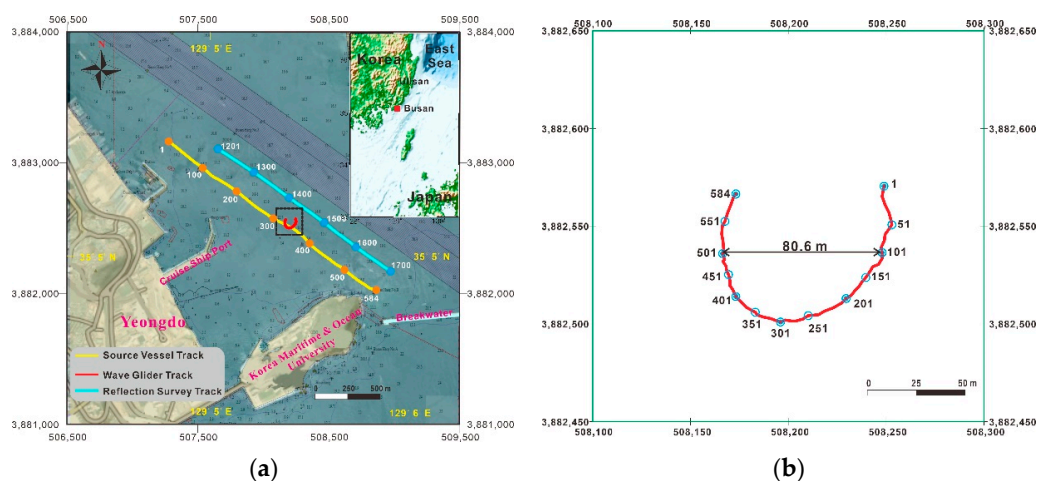 506,500
507,500
508,500
509,500
3,884,000
3,884,000
129° 5' E
N
Korea
East
Sea
Ulsan
Busan
Japan
3,883,000
3,883,000
1
100
200
300
400
500
584
1201
1300
1400
1500
1600
1700
35° 5' N
35° 5' N
Cruise Ship Port
3,882,000
3,882,000
Yeongdo
Korea Maritime & Ocean
University
Breakwater
Source Vessel Track
Wave Glider Track
Reflection Survey Track
0 250 500 m
129° 5' E
129° 6' E
3,881,000
3,881,000
506,500
507,500
508,500
509,500
(a)
508,100
508,200
508,300
3,882,650
3,882,650
3,882,600
3,882,600
584
1
551
51
3,882,550
3,882,550
501
80.6 m
101
451
151
401
201
351
301
251
3,882,500
3,882,500
0 25 50 m
3,882,450
3,882,450
508,100
508,150
508,200
503,250
508,300
(b)